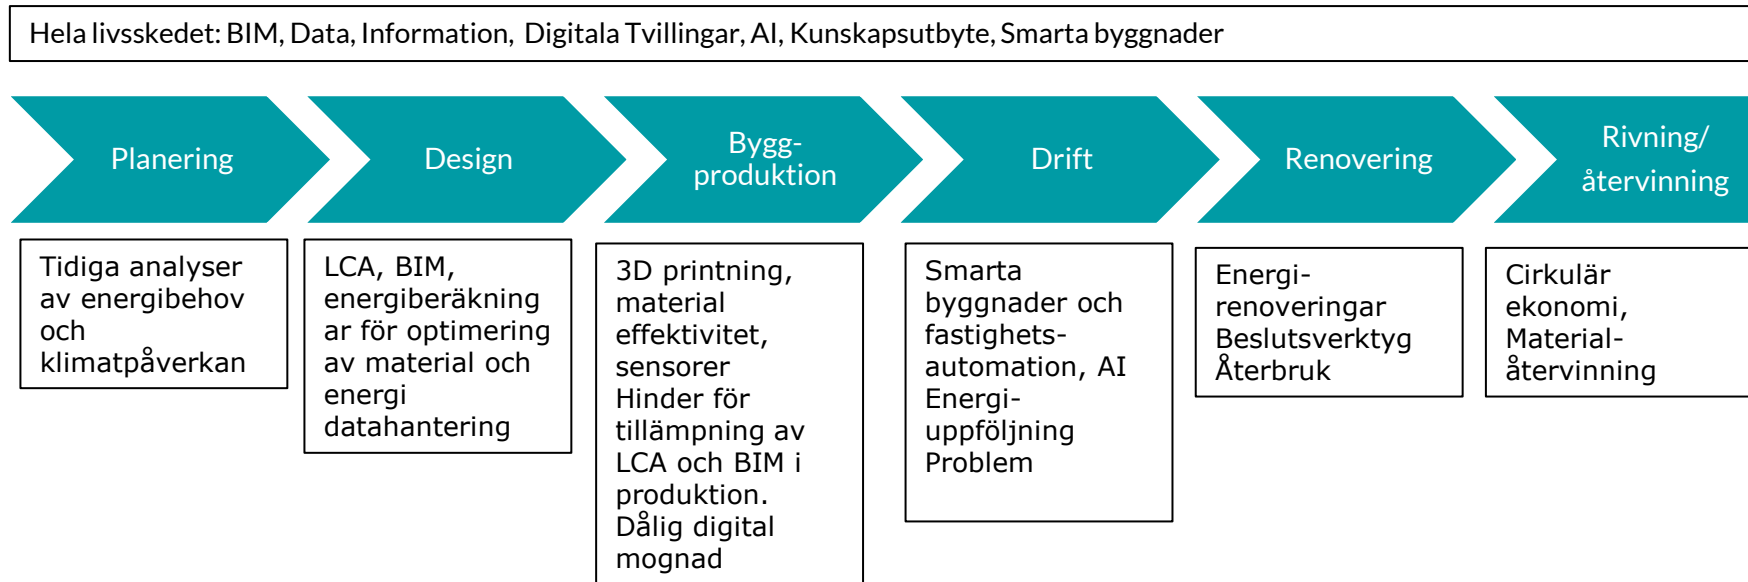 Hela livsskedet: BIM, Data, Information, Digitala Tvillingar, AI, Kunskapsutbyte, Smarta byggnader
Planering
Design
Bygg-
produktion
Drift
Renovering
Rivning/
återvinning
Tidiga analyser
av energibehov
och
klimatpåverkan
LCA, BIM,
energiberäkning
ar för optimering
av material och
energi
datahantering
3D printning,
material
effektivitet,
sensorer
Hinder för
tillämpning av
LCA och BIM i
produktion.
Dålig digital
mognad
Smarta
byggnader och
fastighets-
automation, AI
Energi-
uppföljning
Problem
Energi-
renoveringar
Beslutsverktyg
Återbruk
Cirkulär
ekonomi,
Material-
återvinning